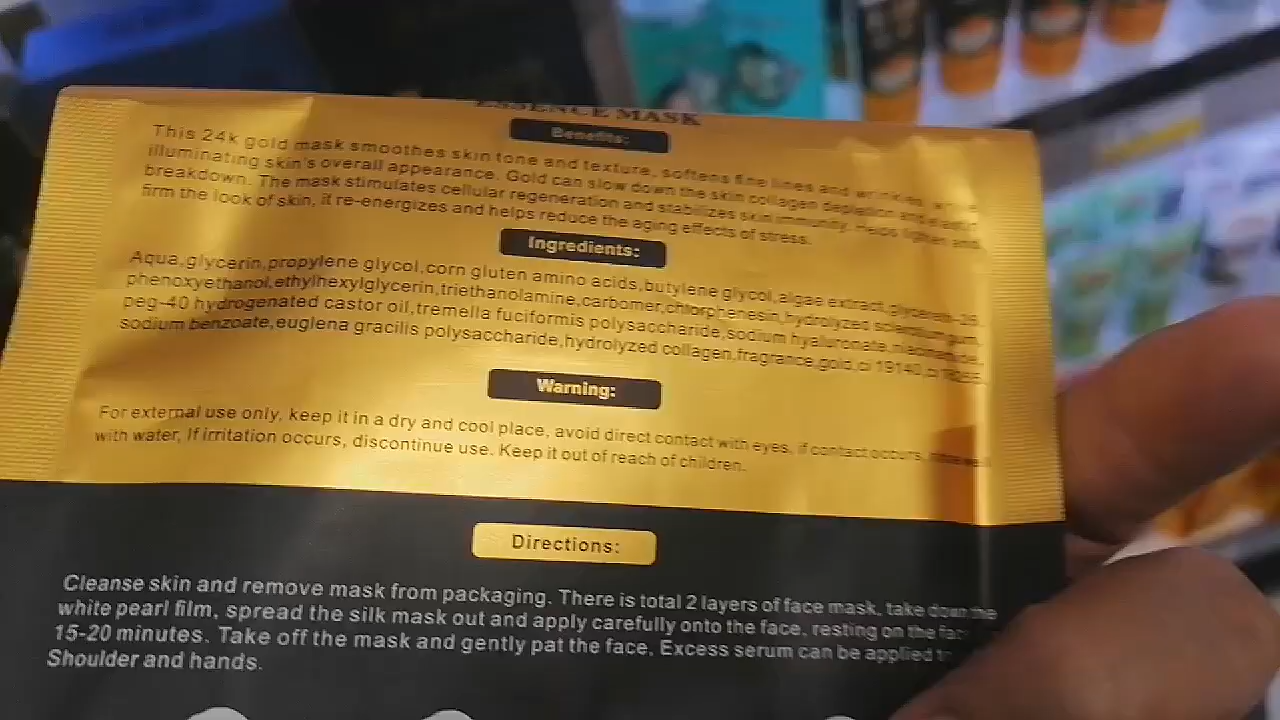 ESSENCE MASK
Benefits:
This 24k gold mask smoothes skin tone and texture, softens fine lines and wrinkles, while
illuminating skin's overall appearance. Gold can slow down the skin collagen depletion and elastin
breakdown. The mask stimulates cellular regeneration and stabilizes skin immunity. Helps tighten and
firm the look of skin, it re-energizes and helps reduce the aging effects of stress.
Ingredients:
Aqua,glycerin,propylene glycol,corn gluten amino acids,butylene glycol,algae extract,glycereth-26,
phenoxyethanol,ethylhexylglycerin,triethanolamine,carbomer,chlorphenesin,hydrolyzed sclerotium gum,
peg-40 hydrogenated castor oil,tremella fuciformis polysaccharide,sodium hyaluronate,niacinamide,
sodium benzoate,euglena gracilis polysaccharide,hydrolyzed collagen,fragrance,gold,ci 19140,ci
Warning:
For external use only, keep it in a dry and cool place, avoid direct contact with eyes, if contact occurs,
with water, If irritation occurs, discontinue use. Keep it out of reach of children.
Directions:
Cleanse skin and remove mask from packaging. There is total 2 layers of face mask, take down the
white pearl film, spread the silk mask out and apply carefully onto the face, resting on the
15-20 minutes. Take off the mask and gently pat the face, Excess serum can be applied
Shoulder and hands.